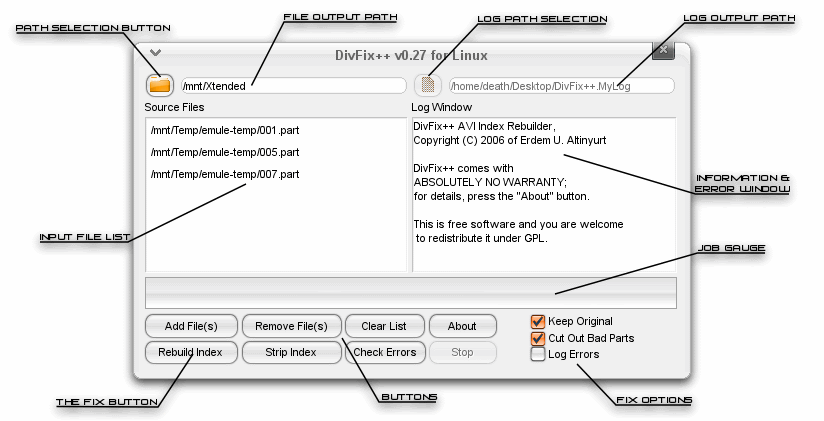 FILE OUTPUT PATH
LOG PATH SELECTION
LOG OUTPUT PATH
PATH SELECTION BUTTON
DivFix++ v0.27 for Linux
/mnt/Xtended
/home/death/Desktop/DivFix++.MyLog
Source Files
Log Window
/mnt/Temp/emule-temp/001.part
/mnt/Temp/emule-temp/005.part
/mnt/Temp/emule-temp/007.part
DivFix++ AVI Index Rebuilder,
Copyright (C) 2006 of Erdem U. Altinyurt
DivFix++ comes with
ABSOLUTELY NO WARRANTY;
for details, press the "About" button.
This is free software and you are welcome
to redistribute it under GPL.
INFORMATION &
ERROR WINDOW
INPUT FILE LIST
JOB GAUGE
Add File(s)
Remove File(s)
Clear List
About
Rebuild Index
Strip Index
Check Errors
Stop
Keep Original
Cut Out Bad Parts
Log Errors
THE FIX BUTTON
BUTTONS
FIX OPTIONS